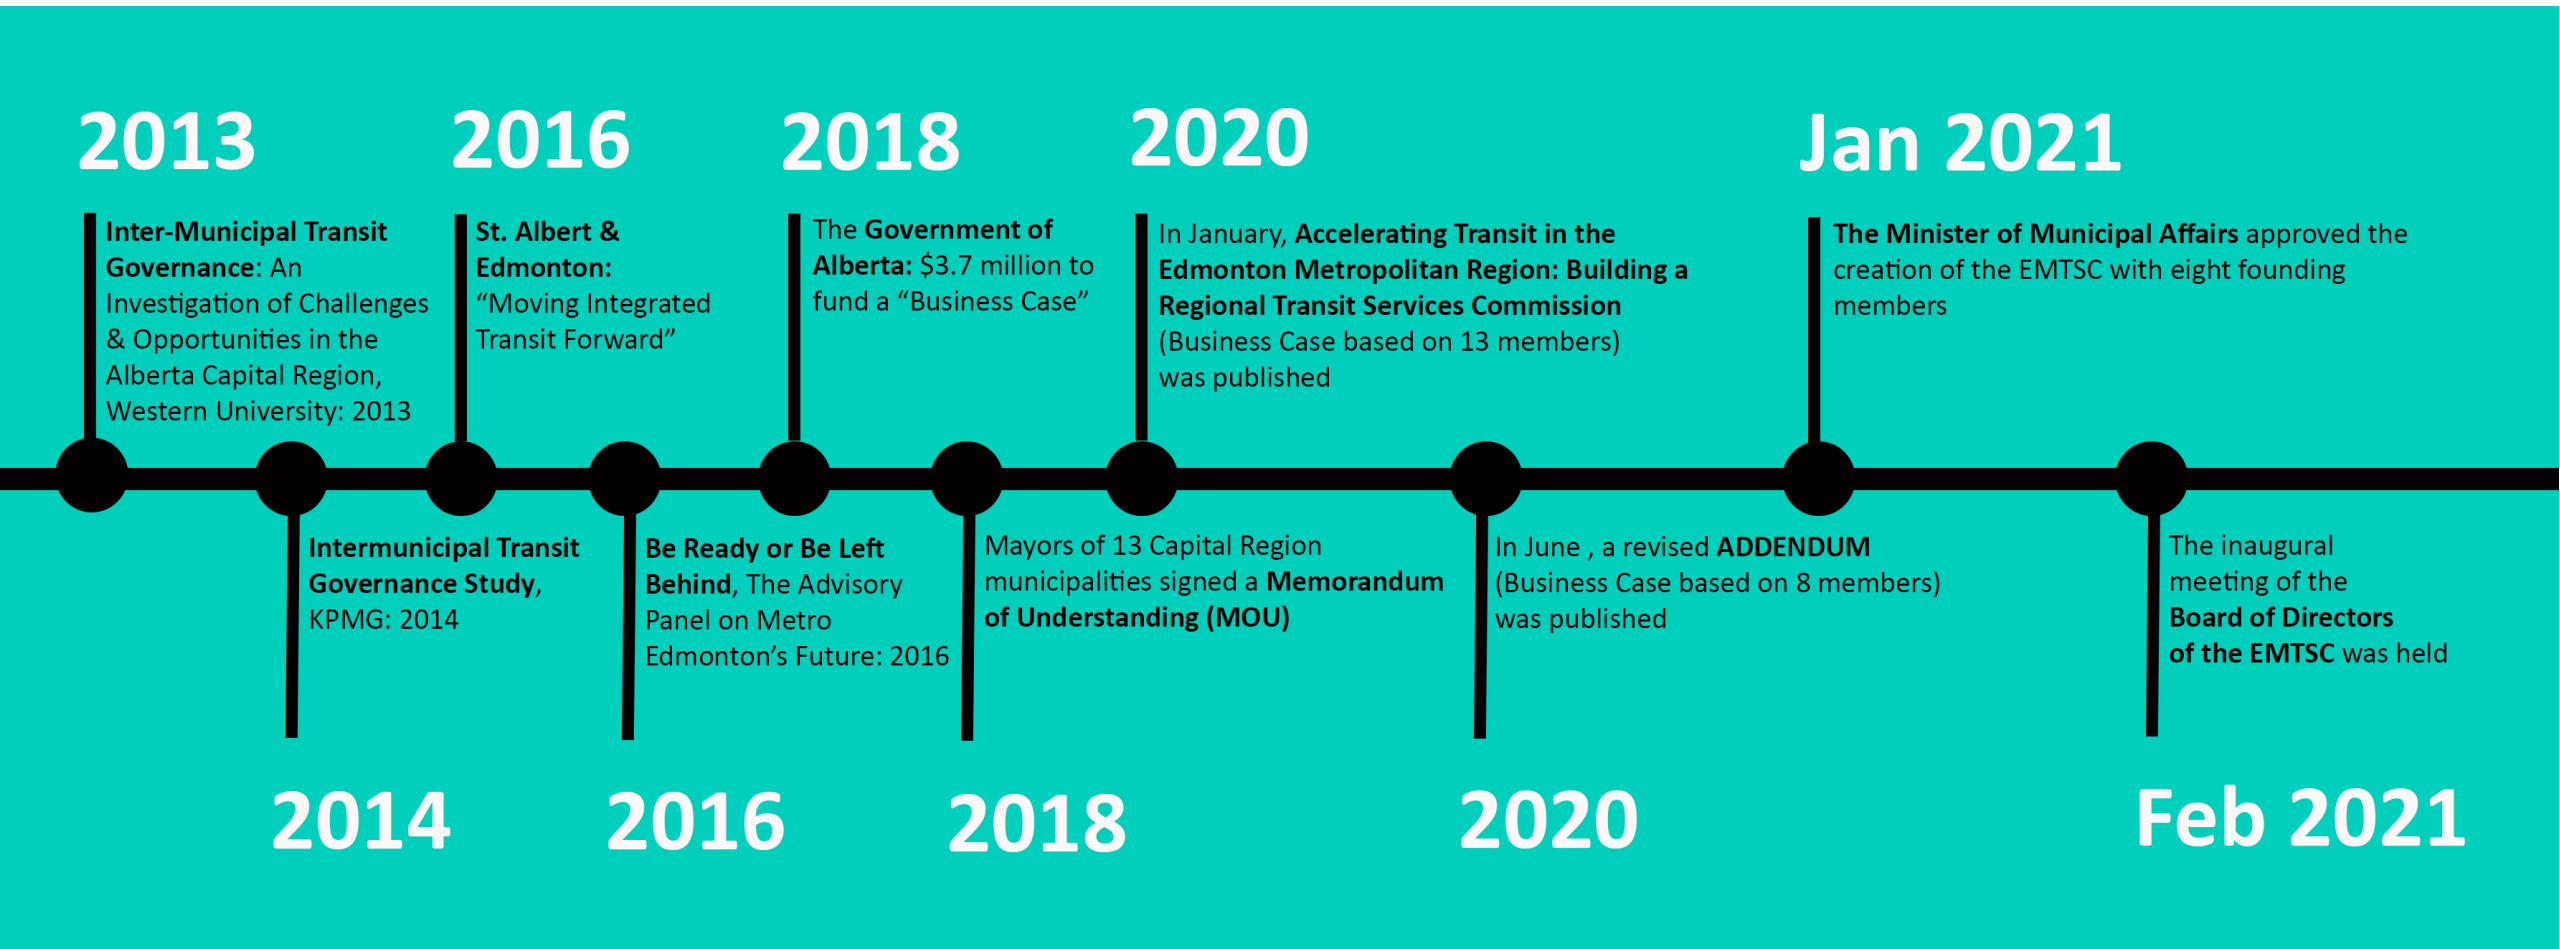 2013
Inter-Municipal Transit
Governance: An
Investigation of Challenges
& Opportunities in the
Alberta Capital Region,
Western University: 2013
2016
St. Albert &
Edmonton:
“Moving Integrated
Transit Forward”
2018
The Government of
Alberta: $3.7 million to
fund a “Business Case”
2020
In January, Accelerating Transit in the
Edmonton Metropolitan Region: Building a
Regional Transit Services Commission
(Business Case based on 13 members)
was published
Jan 2021
The Minister of Municipal Affairs approved the
creation of the EMTSC with eight founding
members
Intermunicipal Transit
Governance Study,
KPMG: 2014
2014
Be Ready or Be Left
Behind, The Advisory
Panel on Metro
Edmonton’s Future: 2016
2016
Mayors of 13 Capital Region
municipalities signed a Memorandum
of Understanding (MOU)
2018
In June , a revised ADDENDUM
(Business Case based on 8 members)
was published
2020
The inaugural
meeting of the
Board of Directors
of the EMTSC was held
Feb 2021